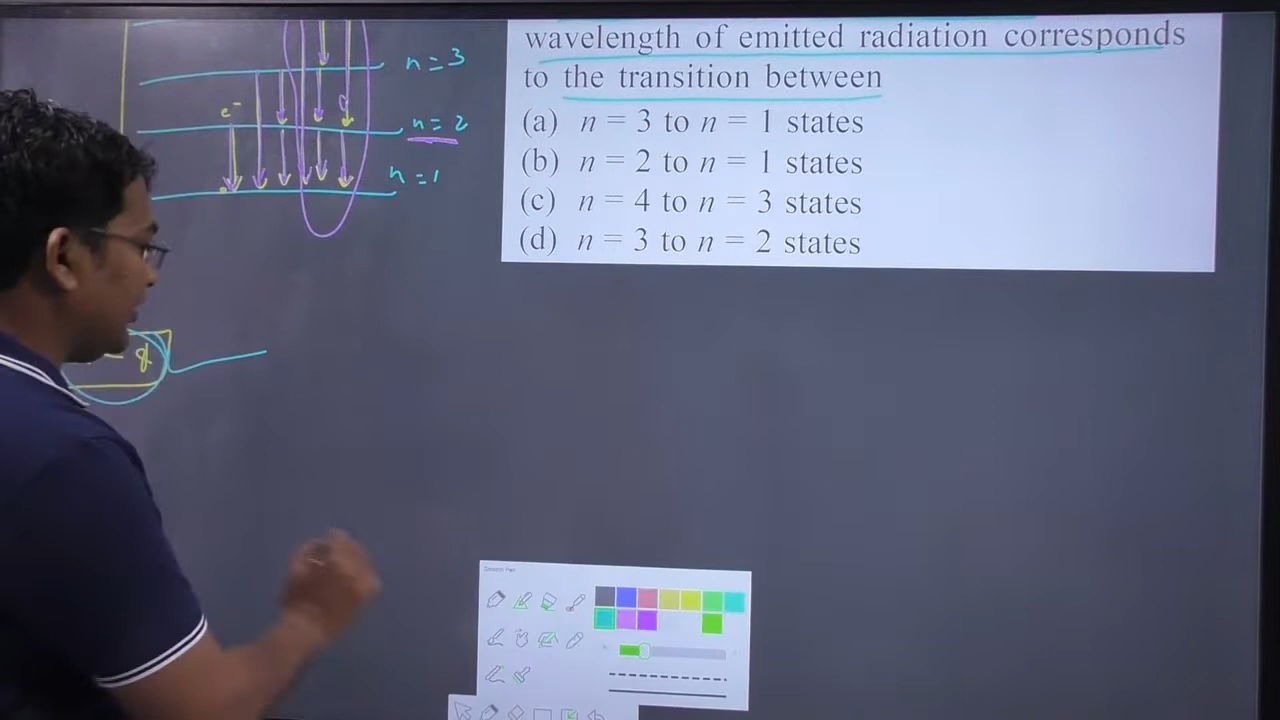 wavelength of emitted radiation corresponds
to the transition between
(a) n = 3 to n = 1 states
(b) n = 2 to n = 1 states
(c) n = 4 to n = 3 states
(d) n = 3 to n = 2 states
n = 3
e⁻
n = 2
n = 1